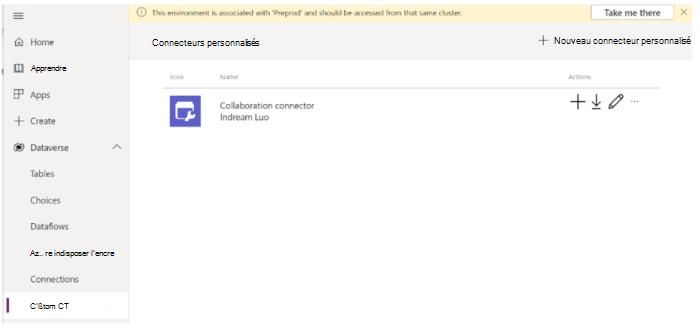 This environment is associated with 'Preprod' and should be accessed from that same cluster.
Take me there
Home
Connecteurs personnalisés
Nouveau connecteur personnalisé
Apprendre
Icon
Name
Actions
Apps
Collaboration connector
Indream Luo
Create
Dataverse
Tables
Choices
Dataflows
Az... re indisposer l'encre
Connections
C'ßtom CT